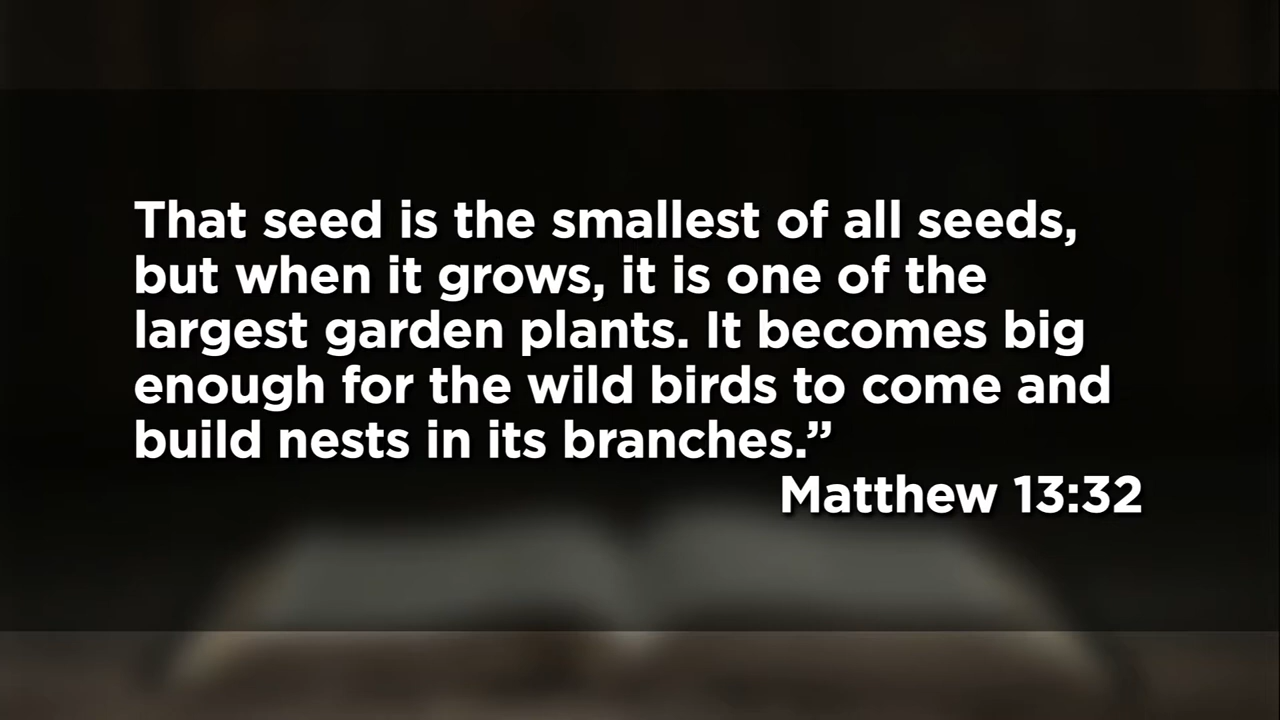 That seed is the smallest of all seeds,
but when it grows, it is one of the
largest garden plants. It becomes big
enough for the wild birds to come and
build nests in its branches.”
Matthew 13:32